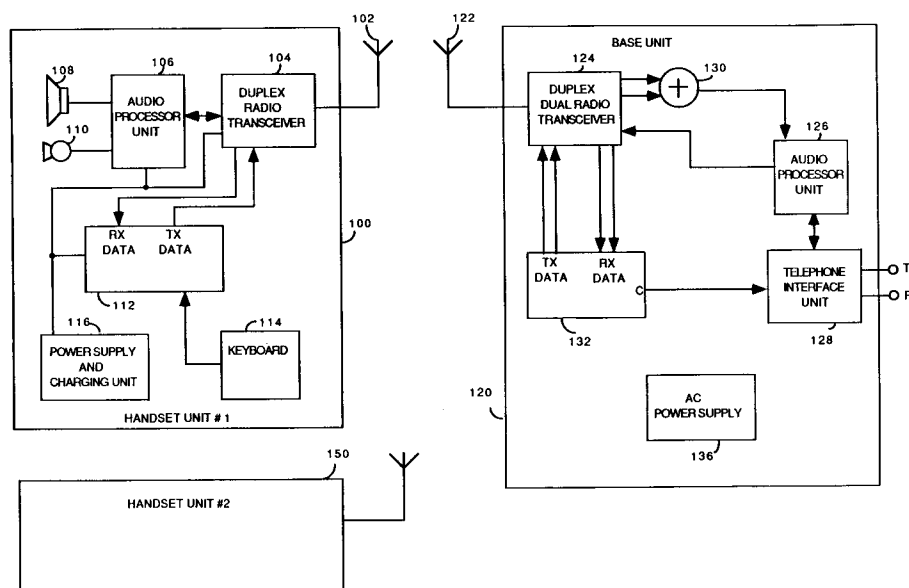 102
122
BASE UNIT
108
106
104
124
130
AUDIO
PROCESSOR
UNIT
DUPLEX
RADIO
TRANSCEIVER
DUPLEX
DUAL RADIO
TRANSCEIVER
+
110
126
AUDIO
PROCESSOR
UNIT
100
RX
DATA
TX
DATA
TX
DATA
RX
DATA
C
TELEPHONE
INTERFACE
UNIT
T
112
132
128
116
114
POWER SUPPLY
AND
CHARGING UNIT
KEYBOARD
120
AC
POWER SUPPLY
136
HANDSET UNIT # 1
150
HANDSET UNIT #2